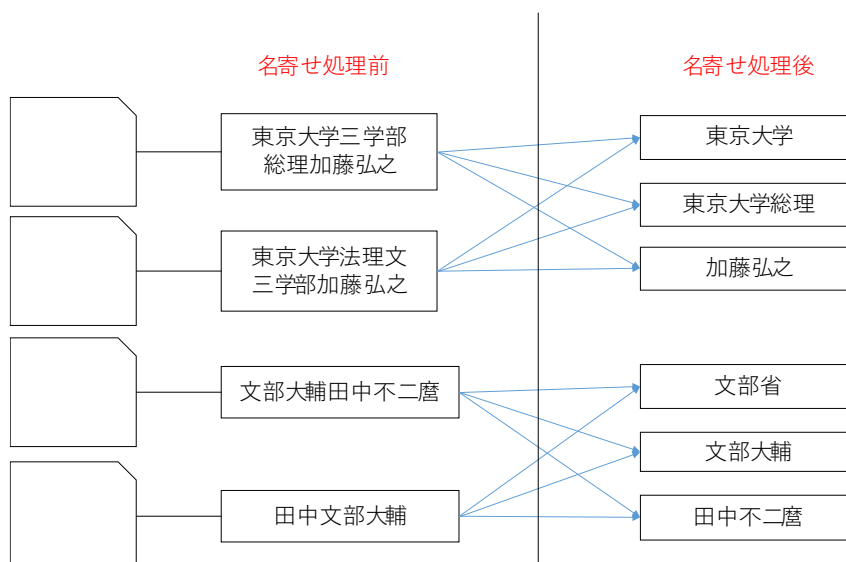 名寄せ処理前
名寄せ処理後
東京大学三学部
総理加藤弘之
東京大学法理文
三学部加藤弘之
文部大輔田中不二麿
田中文部大輔
東京大学
東京大学総理
加藤弘之
文部省
文部大輔
田中不二麿